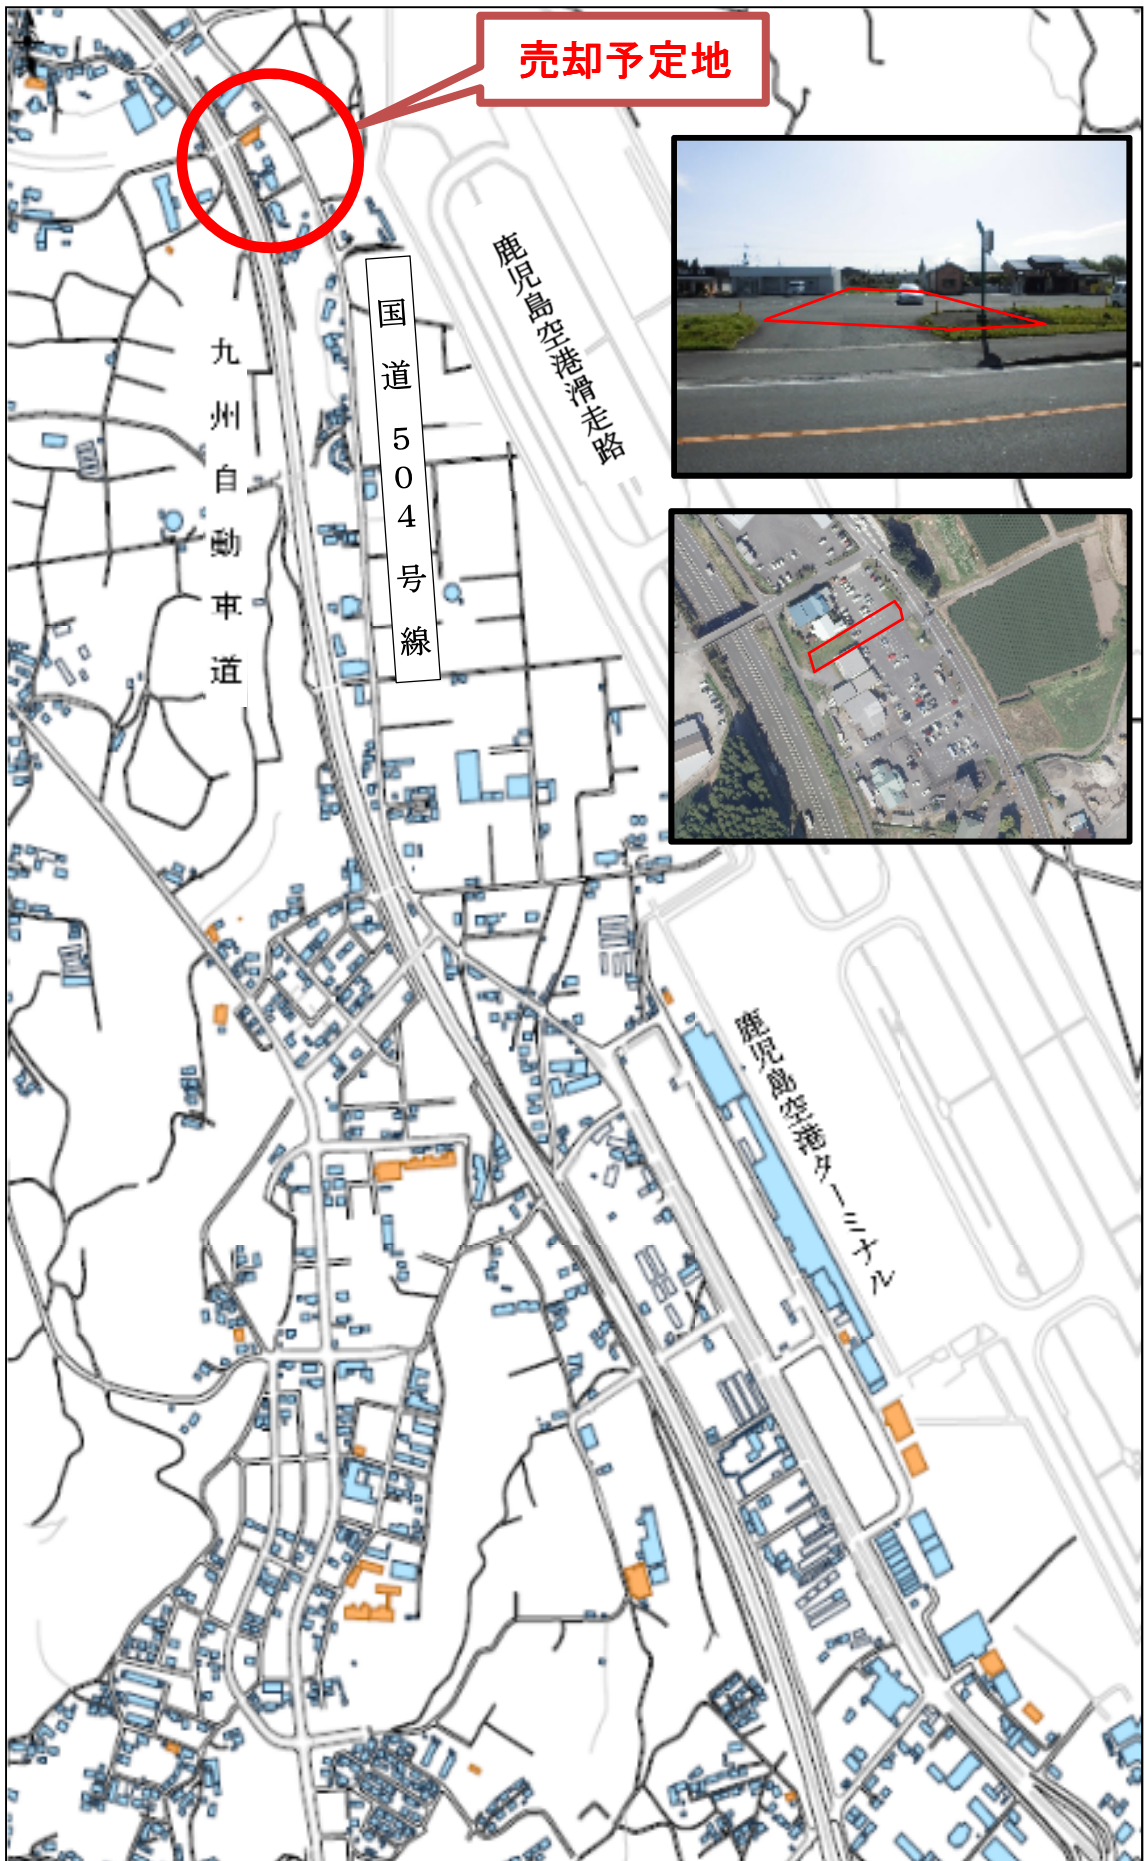 売却予定地
鹿児島空港滑走路
国道504号線
九州自動車道
鹿児島空港ターミナル